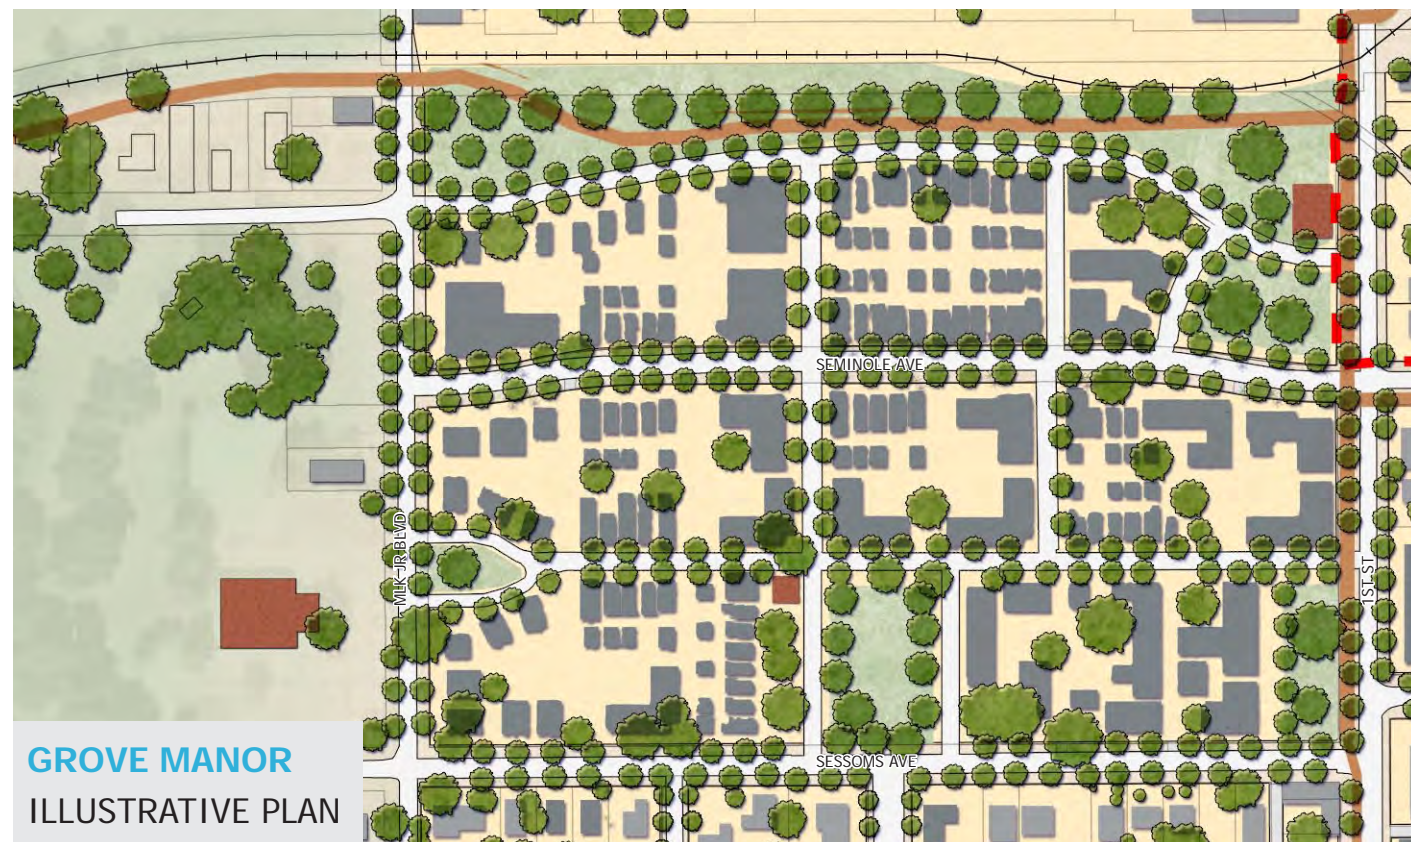 SEMINOLE AVE
MLK JR BLVD
1ST ST
SESSOMS AVE
GROVE MANOR
ILLUSTRATIVE PLAN